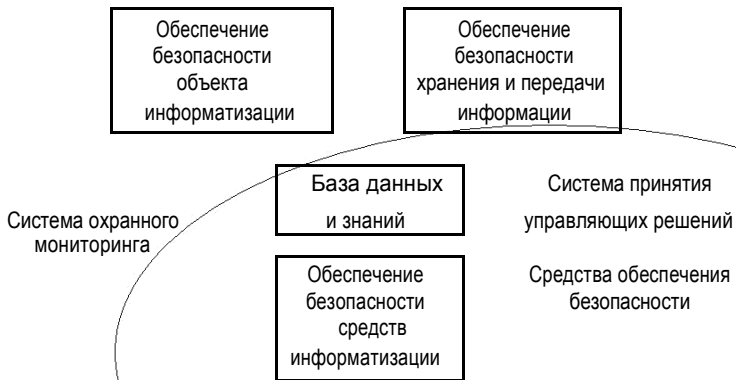 Обеспечение
безопасности
объекта
информатизации
Обеспечение
безопасности
хранения и передачи
информации
База данных
и знаний
Система принятия
управляющих решений
Система охранного
мониторинга
Обеспечение
безопасности
средств
информатизации
Средства обеспечения
безопасности